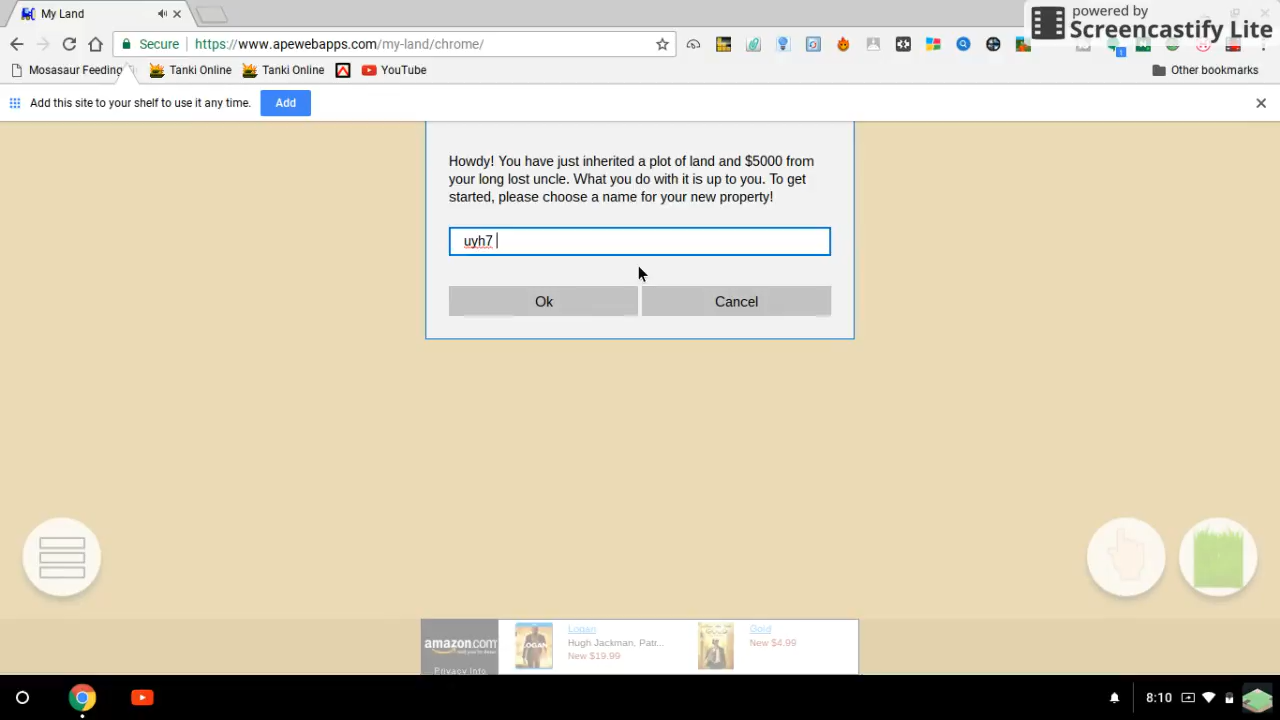 powered by
Screencastify Lite
My Land
Secure https://www.apewebapps.com/my-land/chrome/
1
Mosasaur Feeding
Tanki Online
Tanki Online
YouTube
Other bookmarks
Add this site to your shelf to use it any time.
Add
Howdy! You have just inherited a plot of land and $5000 from
your long lost uncle. What you do with it is up to you. To get
started, please choose a name for your new property!
uyh7
Ok
Cancel
amazon.com
Privacy Info
LOGAN
Logan
Hugh Jackman, Patr...
New $19.99
Gold
New $4.99
8:10